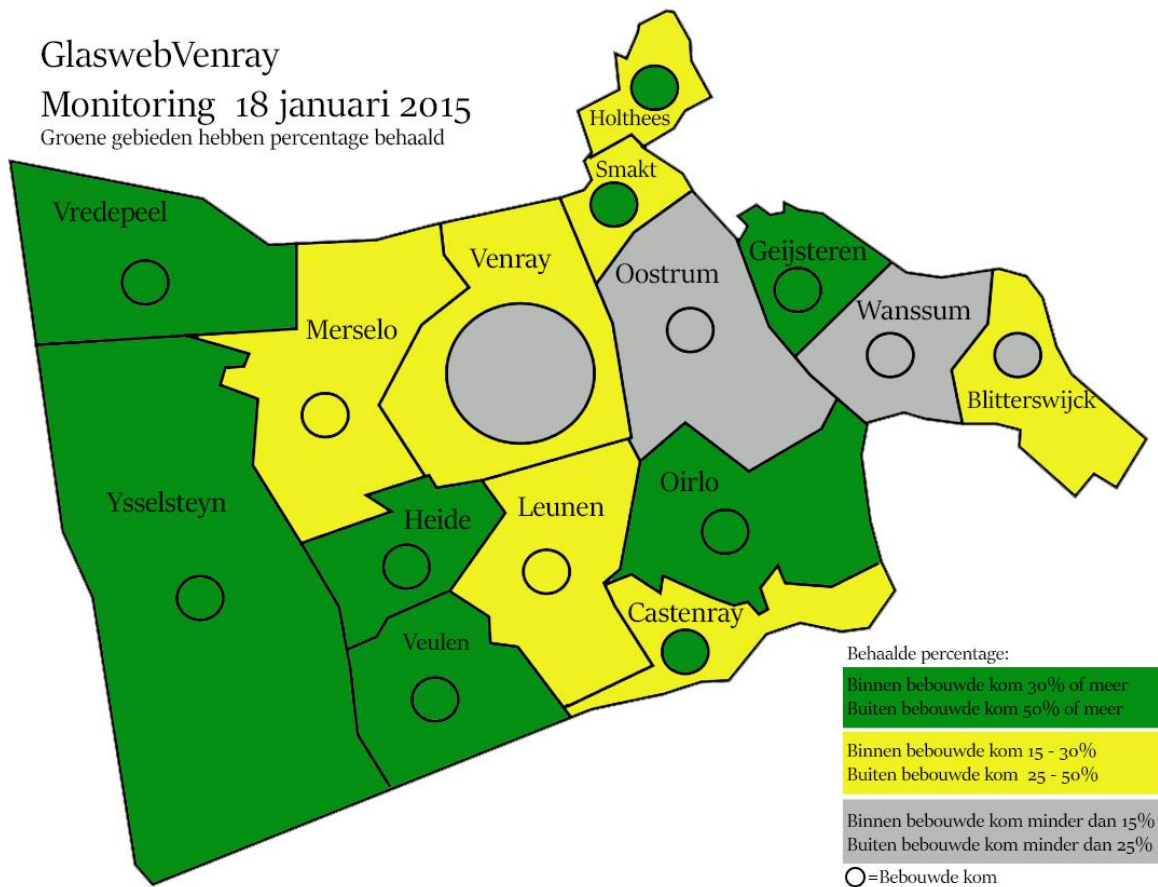 GlaswebVenray
Monitoring 18 januari 2015
Groene gebieden hebben percentage behaald
Holthees
Smakt
Vredepeel
Venray
Geijsteren
Oostrum
Wanssum
Merselo
Blitterswijck
Ysselsteyn
Oirlo
Leunen
Heide
Castenray
Veulen
Behaalde percentage:
Binnen bebouwde kom 30% of meer
Buiten bebouwde kom 50% of meer
Binnen bebouwde kom 15 - 30%
Buiten bebouwde kom 25 - 50%
Binnen bebouwde kom minder dan 15%
Buiten bebouwde kom minder dan 25%
=Bebouwde kom